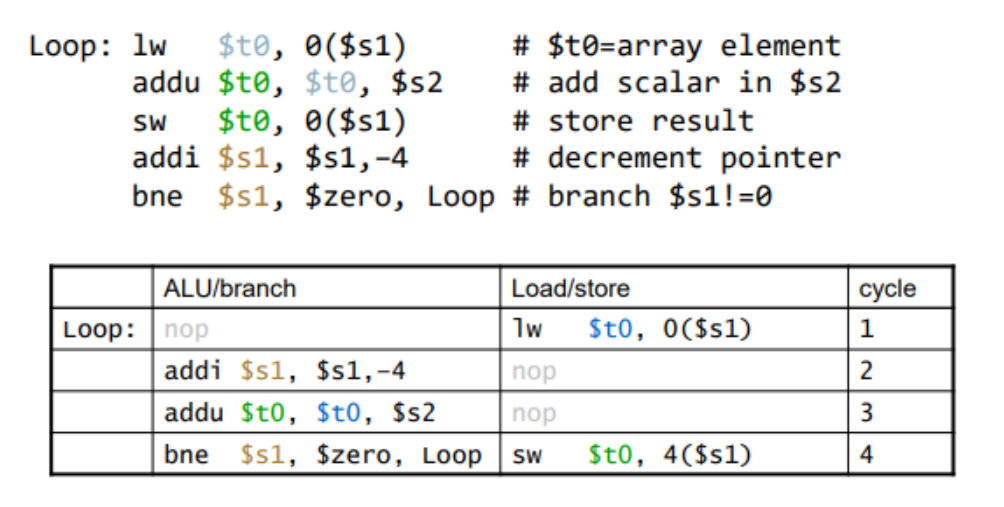 Loop: lw $t0, 0($s1) # $t0=array element
addu $t0, $t0, $s2 # add scalar in $s2
sw $t0, 0($s1) # store result
addi $s1, $s1,-4 # decrement pointer
bne $s1, $zero, Loop # branch $s1!=0
ALU/branch Load/store cycle
Loop: nop lw $t0, 0($s1) 1
addi $s1, $s1,-4 nop 2
addu $t0, $t0, $s2 nop 3
bne $s1, $zero, Loop sw $t0, 4($s1) 4